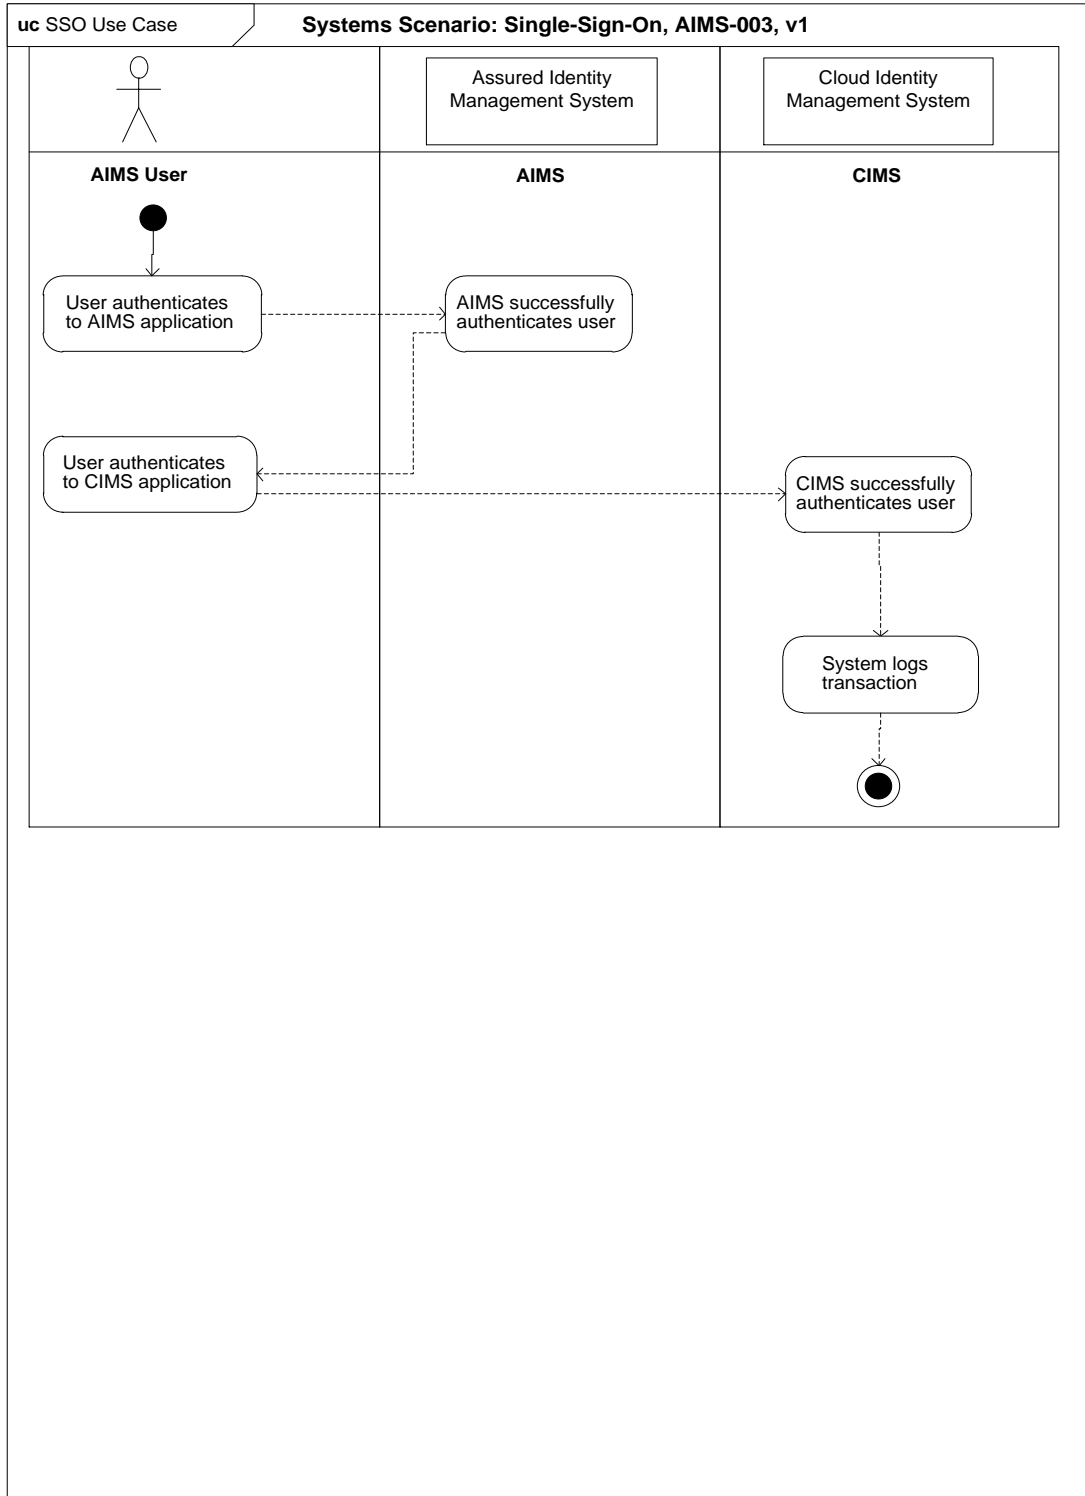 uc SSO Use Case
Systems Scenario: Single-Sign-On, AIMS-003, v1
Assured Identity
Management System
Cloud Identity
Management System
AIMS User
AIMS
CIMS
User authenticates
to AIMS application
AIMS successfully
authenticates user
User authenticates
to CIMS application
CIMS successfully
authenticates user
System logs
transaction